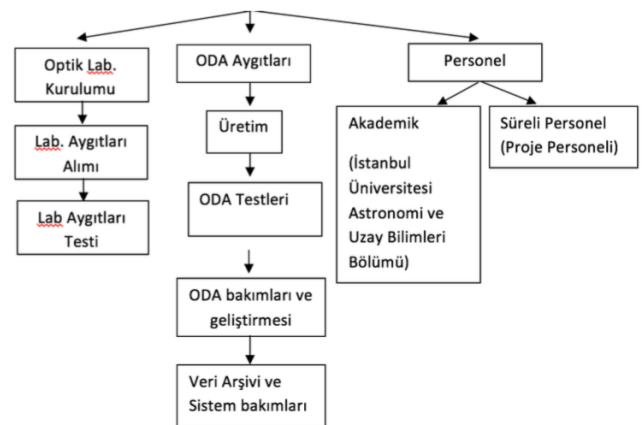 Optik Lab.
Kurulumu
Lab. Aygıtları
Alımı
Lab Aygıtları
Testi
ODA Aygıtları
Üretim
ODA Testleri
ODA bakımları ve
geliştirmesi
Veri Arşivi ve
Sistem bakımları
Personel
Akademik
(İstanbul
Üniversitesi
Astronomi ve
Uzay Bilimleri
Bölümü)
Süreli Personel
(Proje Personeli)